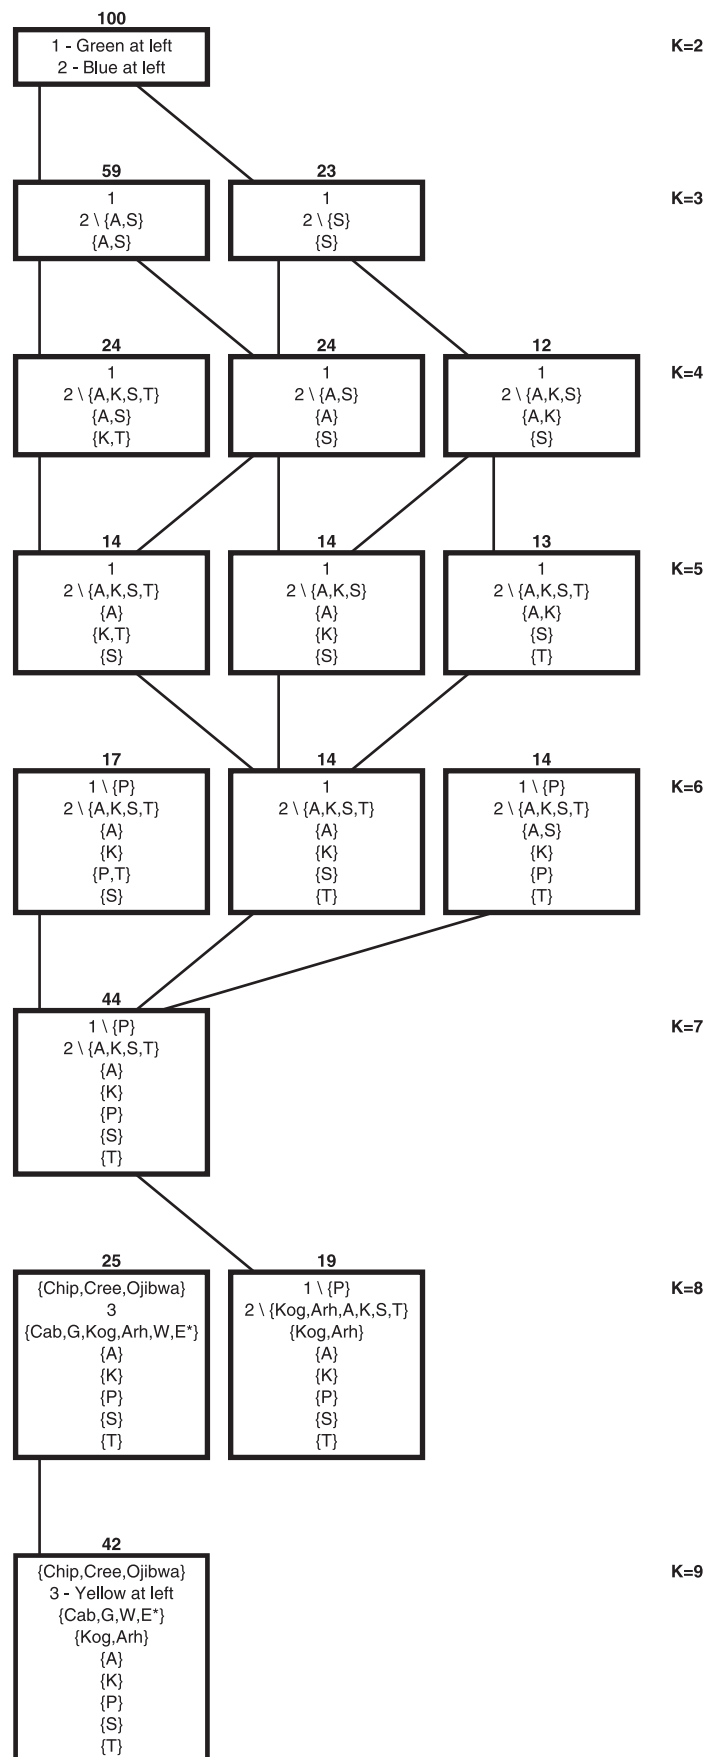 100
1 - Green at left
2 - Blue at left
K=2
59
1
2 \ {A,S}
{A,S}
23
1
2 \ {S}
{S}
K=3
24
1
2 \ {A,K,S,T}
{A,S}
{K,T}
24
1
2 \ {A,S}
{A}
{S}
12
1
2 \ {A,K,S}
{A,K}
{S}
K=4
14
1
2 \ {A,K,S,T}
{A}
{K,T}
{S}
14
1
2 \ {A,K,S}
{A}
{K}
{S}
13
1
2 \ {A,K,S,T}
{A,K}
{S}
{T}
K=5
17
1 \ {P}
2 \ {A,K,S,T}
{A}
{K}
{P,T}
{S}
14
1
2 \ {A,K,S,T}
{A}
{K}
{S}
{T}
14
1 \ {P}
2 \ {A,K,S,T}
{A,S}
{K}
{P}
{T}
K=6
44
1 \ {P}
2 \ {A,K,S,T}
{A}
{K}
{P}
{S}
{T}
K=7
25
{Chip,Cree,Ojibwa}
3
{Cab,G,Kog,Arh,W,E*}
{A}
{K}
{P}
{S}
{T}
19
1 \ {P}
2 \ {Kog,Arh,A,K,S,T}
{Kog,Arh}
{A}
{K}
{P}
{S}
{T}
K=8
42
{Chip,Cree,Ojibwa}
3 - Yellow at left
{Cab,G,W,E*}
{Kog,Arh}
{A}
{K}
{P}
{S}
{T}
K=9